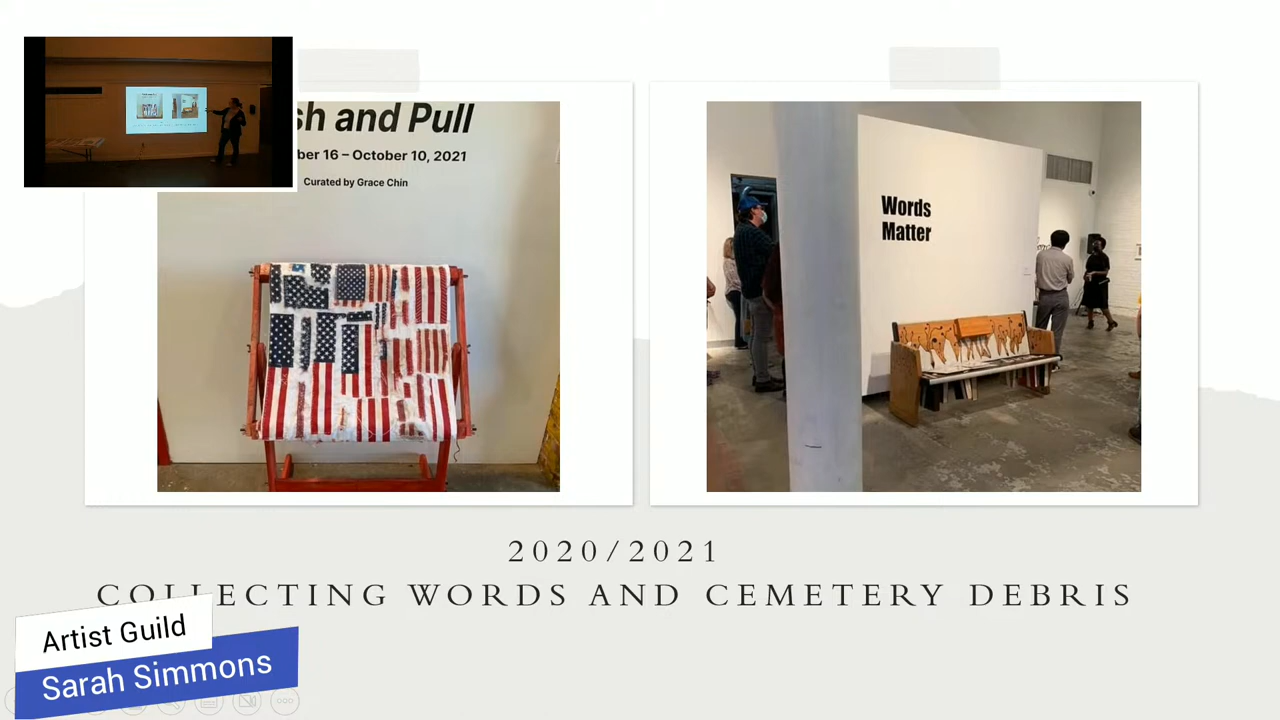 sh and Pull
ber 16 – October 10, 2021
Curated by Grace Chin
Words
Matter
2020/2021
COLLECTING WORDS AND CEMETERY DEBRIS
Artist Guild
Sarah Simmons